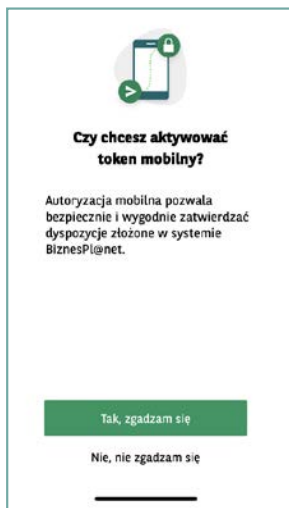 Czy chcesz aktywować
token mobilny?
Autoryzacja mobilna pozwala
bezpiecznie i wygodnie zatwierdzać
dyspozycje złożone w systemie
BiznesPl@net.
Tak, zgadzam się
Nie, nie zgadzam się